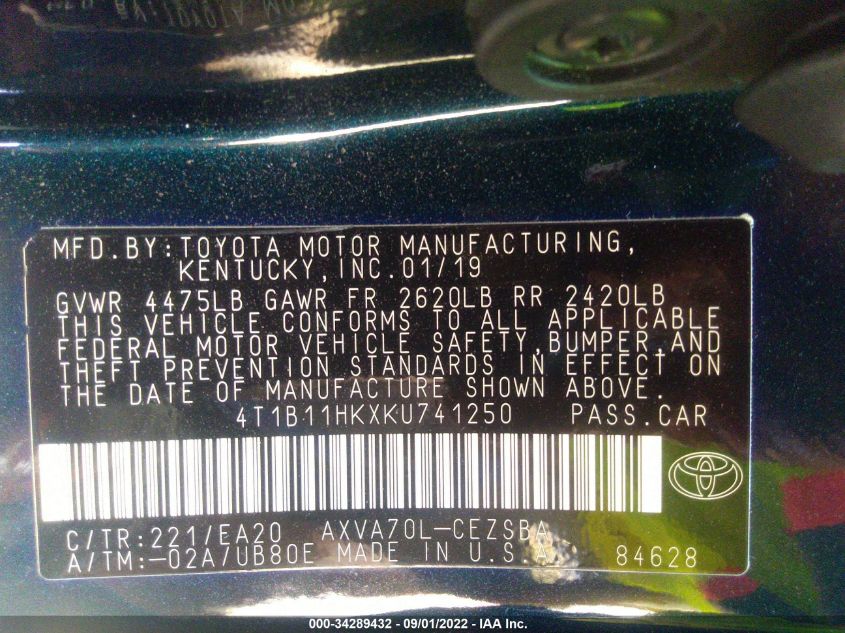 MFD.BY:TOYOTA MOTOR MANUFACTURING,
KENTUCKY,INC.01/19
GVWR 4475LB GAWR FR 2620LB RR 2420LB
THIS VEHICLE CONFORMS TO ALL APPLICABLE
FEDERAL MOTOR VEHICLE SAFETY,BUMPER,AND
THEFT PREVENTION STANDARDS IN EFFECT ON
THE DATE OF MANUFACTURE SHOWN ABOVE.
4T1B11HKXKU741250 PASS.CAR
C/TR:221/EA20 AXVA70L-CEZSBA
A/TM:-02A/UB80E MADE IN U.S.A. 84628
000-34289432 - 09/01/2022 - IAA Inc.